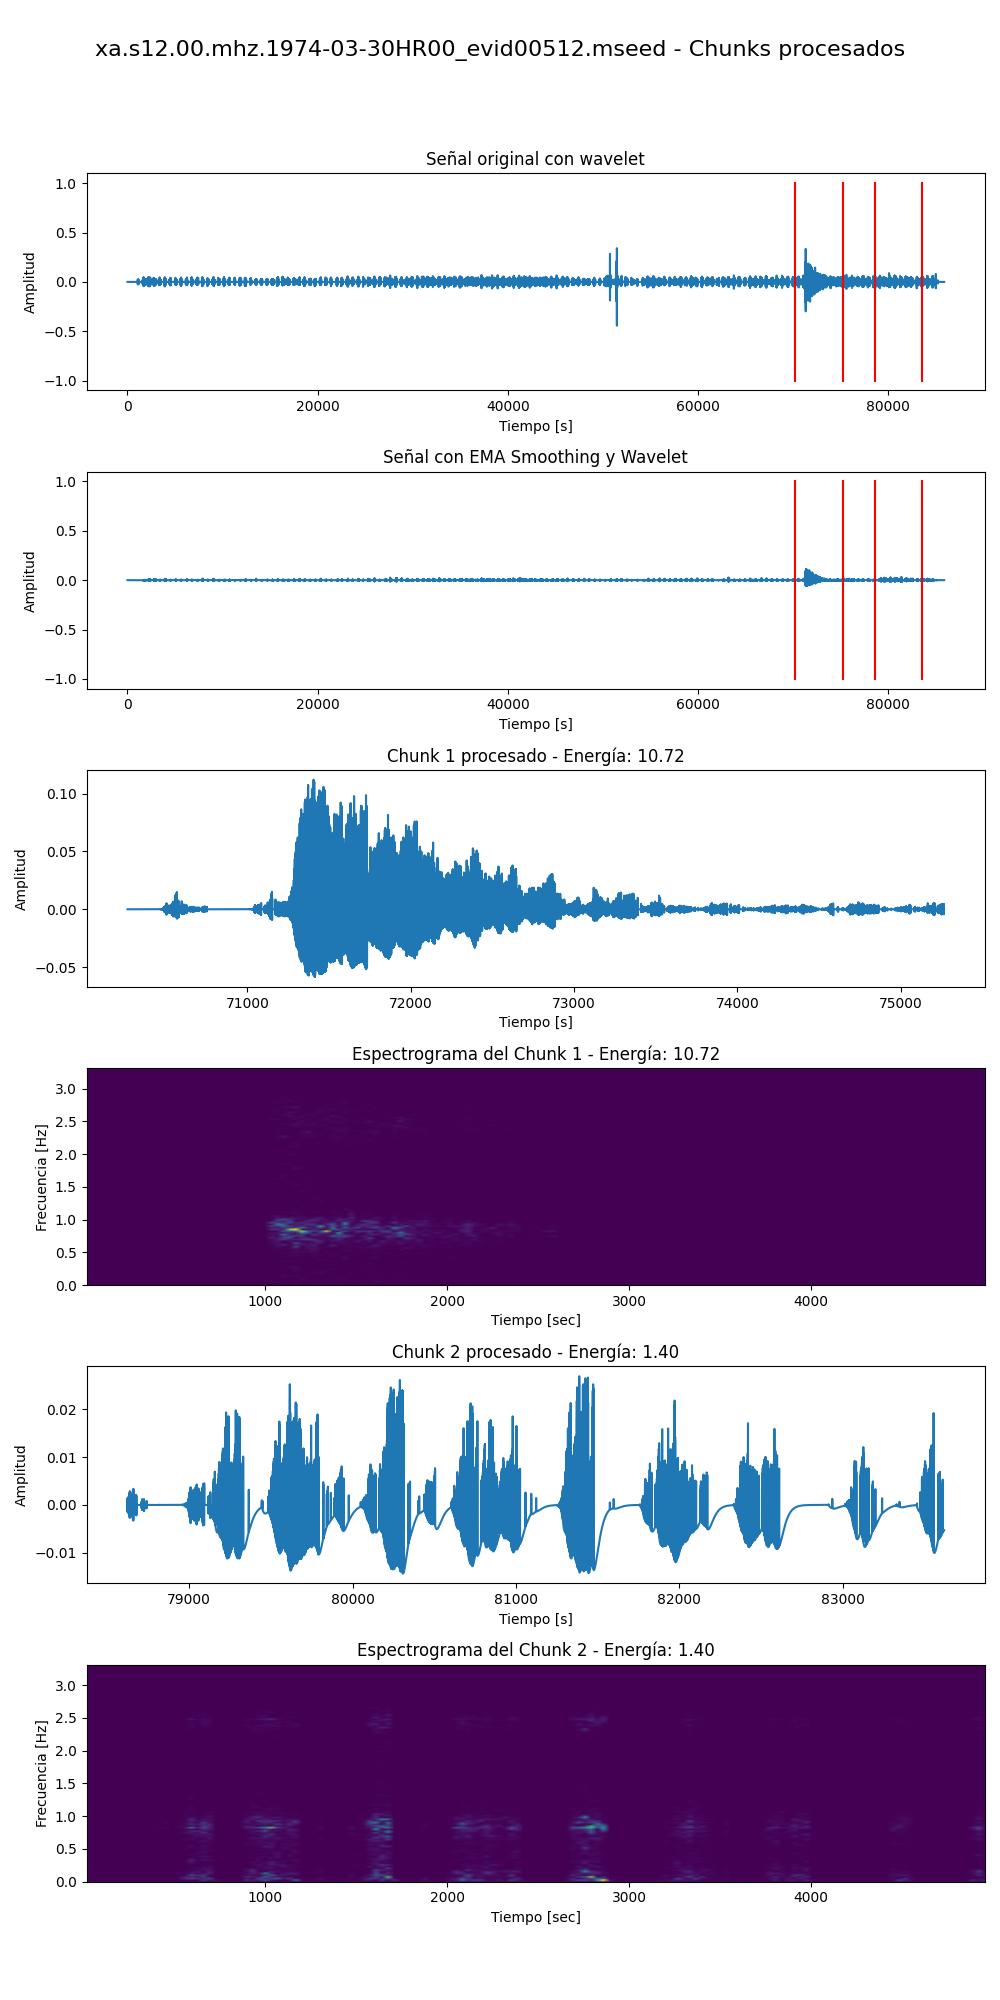 xa.s12.00.mhz.1974-03-30HR00_evid00512.mseed - Chunks procesados
Señal original con wavelet
Amplitud
1.0
0.5
0.0
−0.5
−1.0
0 20000 40000 60000 80000
Tiempo [s]
Señal con EMA Smoothing y Wavelet
Amplitud
1.0
0.5
0.0
−0.5
−1.0
0 20000 40000 60000 80000
Tiempo [s]
Chunk 1 procesado - Energía: 10.72
Amplitud
0.10
0.05
0.00
−0.05
71000 72000 73000 74000 75000
Tiempo [s]
Espectrograma del Chunk 1 - Energía: 10.72
Frecuencia [Hz]
3.0
2.5
2.0
1.5
1.0
0.5
0.0
1000 2000 3000 4000
Tiempo [sec]
Chunk 2 procesado - Energía: 1.40
Amplitud
0.02
0.01
0.00
−0.01
79000 80000 81000 82000 83000
Tiempo [s]
Espectrograma del Chunk 2 - Energía: 1.40
Frecuencia [Hz]
3.0
2.5
2.0
1.5
1.0
0.5
0.0
1000 2000 3000 4000
Tiempo [sec]